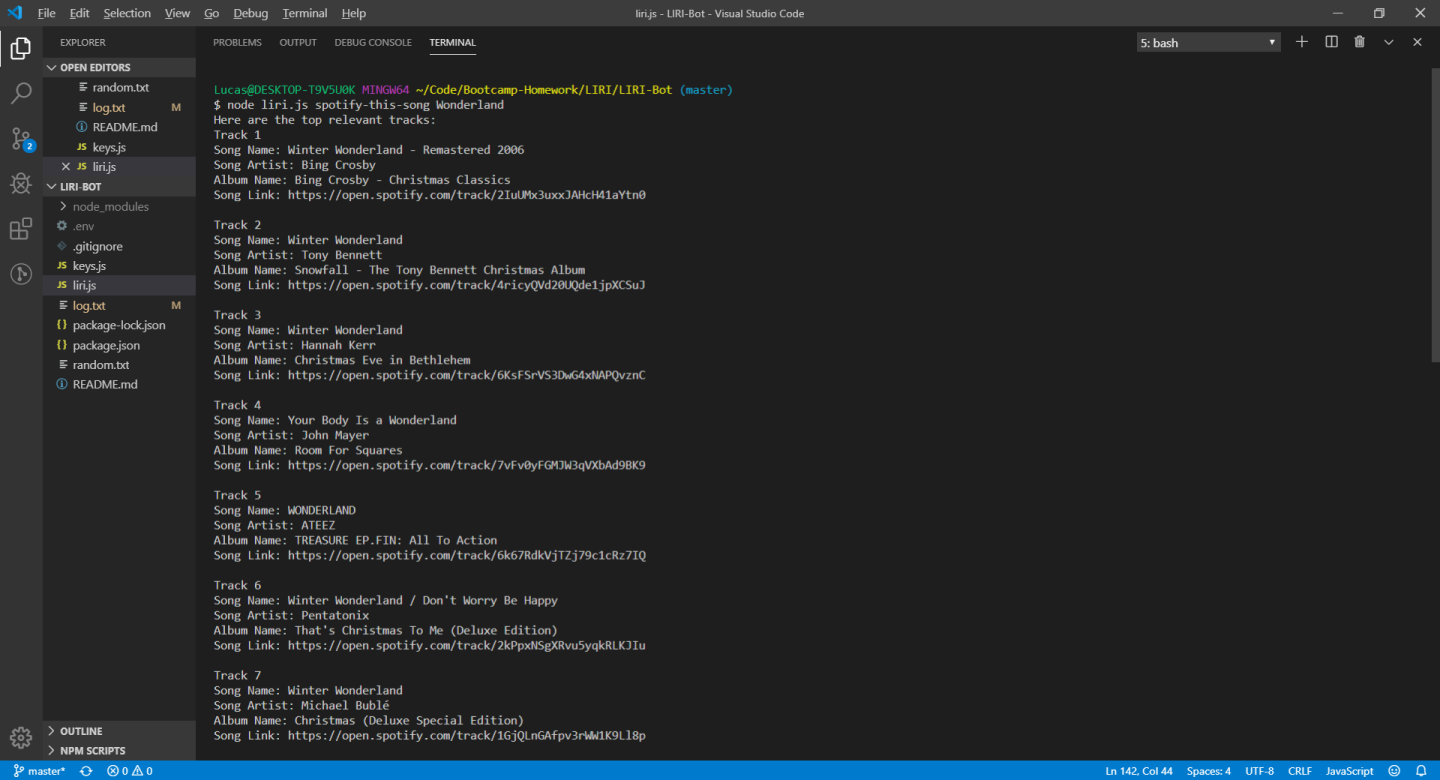 File Edit Selection View Go Debug Terminal Help
liri.js - LIRI-Bot - Visual Studio Code
EXPLORER
OPEN EDITORS
random.txt
log.txt M
README.md
JS keys.js
JS liri.js
LIRI-BOT
node_modules
.env
.gitignore
JS keys.js
JS liri.js
log.txt M
{} package-lock.json
{} package.json
random.txt
README.md
OUTLINE
NPM SCRIPTS
2
PROBLEMS OUTPUT DEBUG CONSOLE TERMINAL
5: bash
Lucas@DESKTOP-T9V5U0K MINGW64 ~/Code/Bootcamp-Homework/LIRI/LIRI-Bot (master)
$ node liri.js spotify-this-song Wonderland
Here are the top relevant tracks:
Track 1
Song Name: Winter Wonderland - Remastered 2006
Song Artist: Bing Crosby
Album Name: Bing Crosby - Christmas Classics
Song Link: https://open.spotify.com/track/2IuUMx3uxxJAHcH41aYtn0
Track 2
Song Name: Winter Wonderland
Song Artist: Tony Bennett
Album Name: Snowfall - The Tony Bennett Christmas Album
Song Link: https://open.spotify.com/track/4ricyQVd20UQde1jpXCSuJ
Track 3
Song Name: Winter Wonderland
Song Artist: Hannah Kerr
Album Name: Christmas Eve in Bethlehem
Song Link: https://open.spotify.com/track/6KsFSrVS3DwG4xNAPQvznC
Track 4
Song Name: Your Body Is a Wonderland
Song Artist: John Mayer
Album Name: Room For Squares
Song Link: https://open.spotify.com/track/7vFv0yFGMJW3qVXbAd9BK9
Track 5
Song Name: WONDERLAND
Song Artist: ATEEZ
Album Name: TREASURE EP.FIN: All To Action
Song Link: https://open.spotify.com/track/6k67RdkVjTZj79c1cRz7IQ
Track 6
Song Name: Winter Wonderland / Don't Worry Be Happy
Song Artist: Pentatonix
Album Name: That's Christmas To Me (Deluxe Edition)
Song Link: https://open.spotify.com/track/2kPpxNSgXRvu5yqkRLKJIu
Track 7
Song Name: Winter Wonderland
Song Artist: Michael Bublé
Album Name: Christmas (Deluxe Special Edition)
Song Link: https://open.spotify.com/track/1GjQLnGAfpv3rWW1K9Ll8p
master* 0 0
Ln 142, Col 44 Spaces: 4 UTF-8 CRLF JavaScript